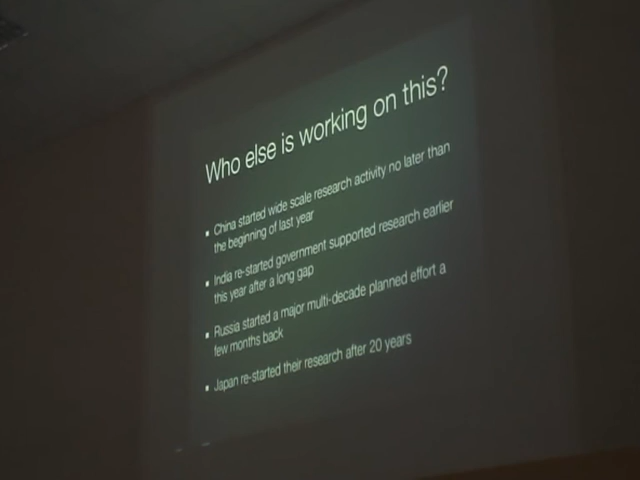 Who else is working on this?
▪ China started wide scale research activity no later than
the beginning of last year
▪ India re-started government supported research earlier
this year after a long gap
▪ Russia started a major multi-decade planned effort a
few months back
▪ Japan re-started their research after 20 years